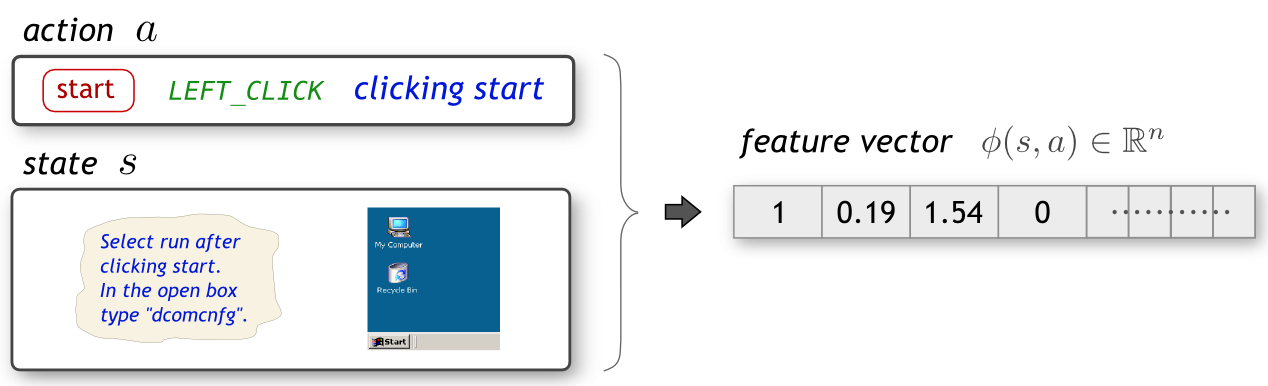 action a
start LEFT_CLICK clicking start
state s
Select run after
clicking start.
In the open box
type "dcomcnfg".
My Computer
Recycle Bin
Start
feature vector ϕ(s, a) ∈ ℝⁿ
1 0.19 1.54 0 ...........